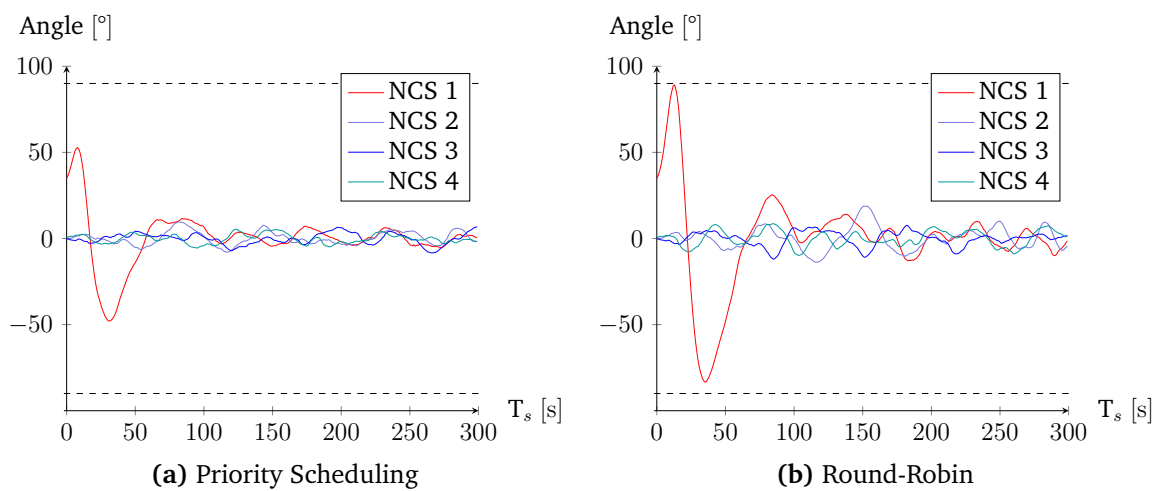 Angle [°]
100
50
0
−50
0 50 100 150 200 250 300
T_s [s]
NCS 1
NCS 2
NCS 3
NCS 4
(a) Priority Scheduling
Angle [°]
100
50
0
−50
0 50 100 150 200 250 300
T_s [s]
NCS 1
NCS 2
NCS 3
NCS 4
(b) Round-Robin